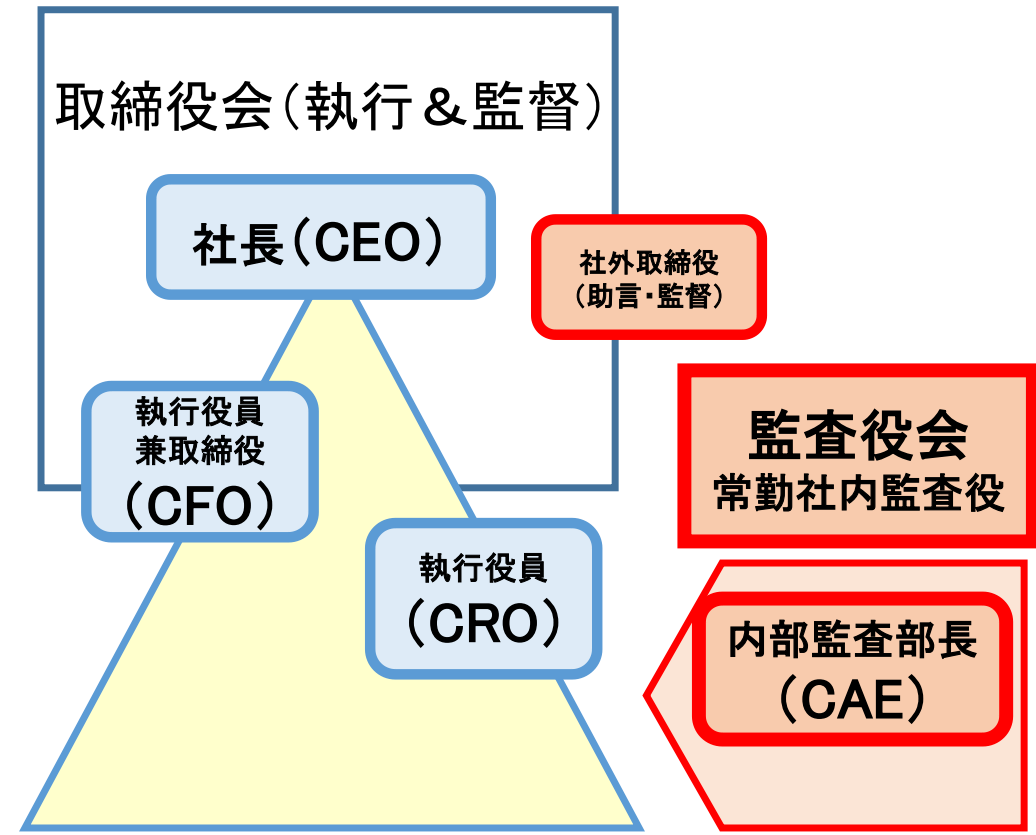 取締役会（執行＆監督）
社長（CEO）
社外取締役
（助言・監督）
執行役員
兼取締役
（CFO）
監査役会
常勤社内監査役
執行役員
（CRO）
内部監査部長
（CAE）